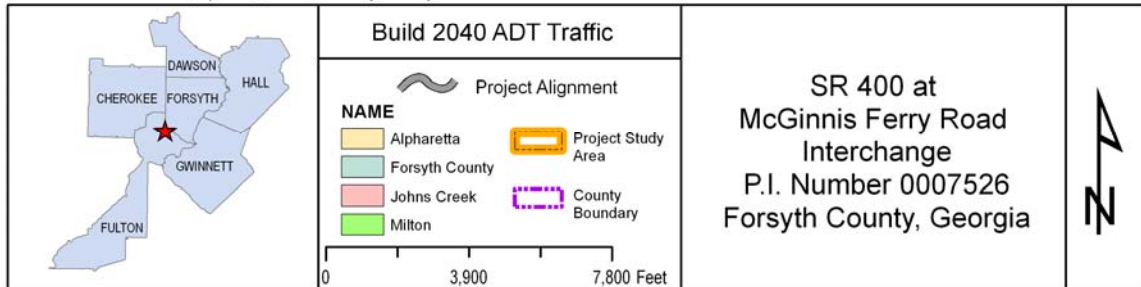 DAWSON
HALL
CHEROKEE
FORSYTH
GWINNETT
FULTON
Build 2040 ADT Traffic
Project Alignment
NAME
Alpharetta
Forsyth County
Johns Creek
Milton
Project Study
Area
County
Boundary
0
3,900
7,800 Feet
SR 400 at
McGinnis Ferry Road
Interchange
P.I. Number 0007526
Forsyth County, Georgia
N